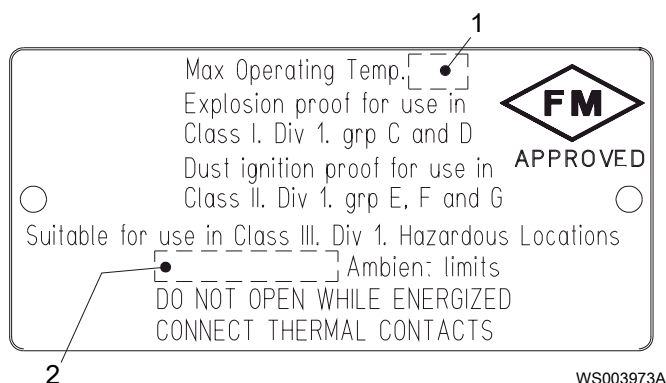 1
Max Operating Temp.
Explosion proof for use in
Class I. Div 1. grp C and D
FM
APPROVED
Dust ignition proof for use in
Class II. Div 1. grp E, F and G
Suitable for use in Class III. Div 1. Hazardous Locations
Ambient limits
DO NOT OPEN WHILE ENERGIZED
CONNECT THERMAL CONTACTS
2
WS003973A